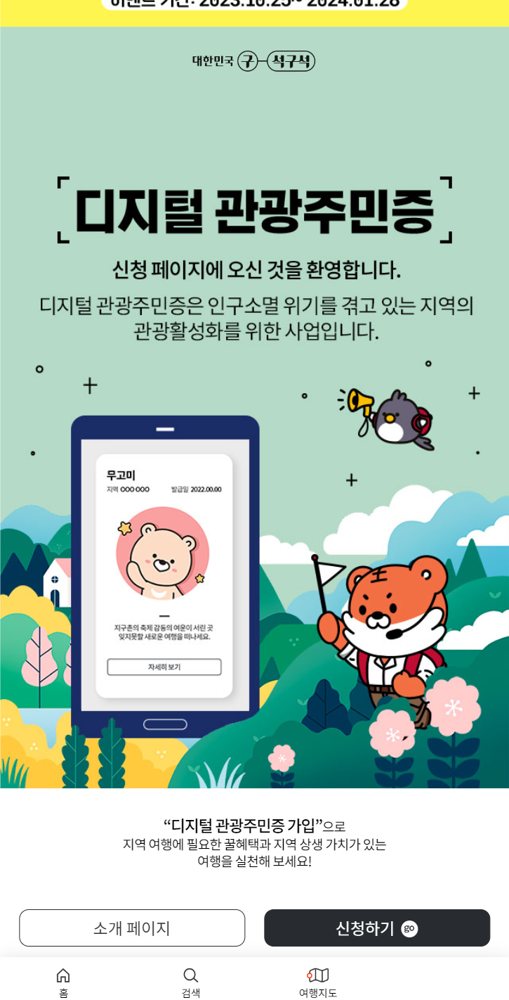 이벤트 기간: 2023.10.25~ 2024.01.28
대한민국 구석구석
디지털 관광주민증
신청 페이지에 오신 것을 환영합니다.
디지털 관광주민증은 인구소멸 위기를 겪고 있는 지역의
관광활성화를 위한 사업입니다.
무고미
지역 OOO OOO 발급일 2022.00.00
지구촌의 축제 감동의 여운이 서린 곳
잊지못할 새로운 여행을 떠나세요.
자세히 보기
王
“디지털 관광주민증 가입”으로
지역 여행에 필요한 꿀혜택과 지역 상생 가치가 있는
여행을 실천해 보세요!
소개 페이지
신청하기 go
홈
검색
여행지도